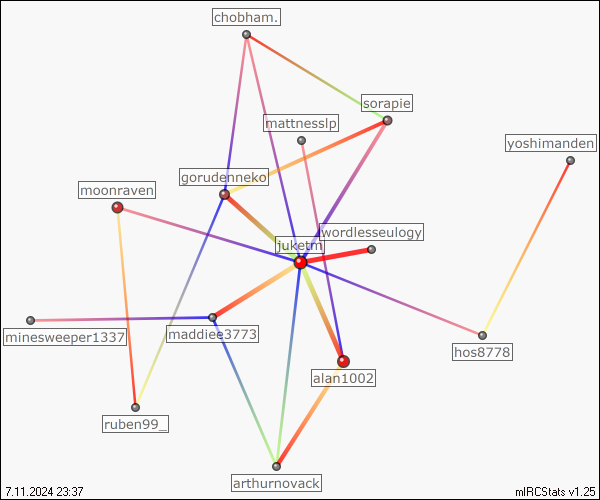 chobham.
sorapie
mattnesslp
yoshimanden
gorudenneko
moonraven
wordlesseulogy
juketm
minesweeper1337
maddiee3773
hos8778
alan1002
ruben99_
arthurnovack
7.11.2024 23:37
mIRCStats v1.25